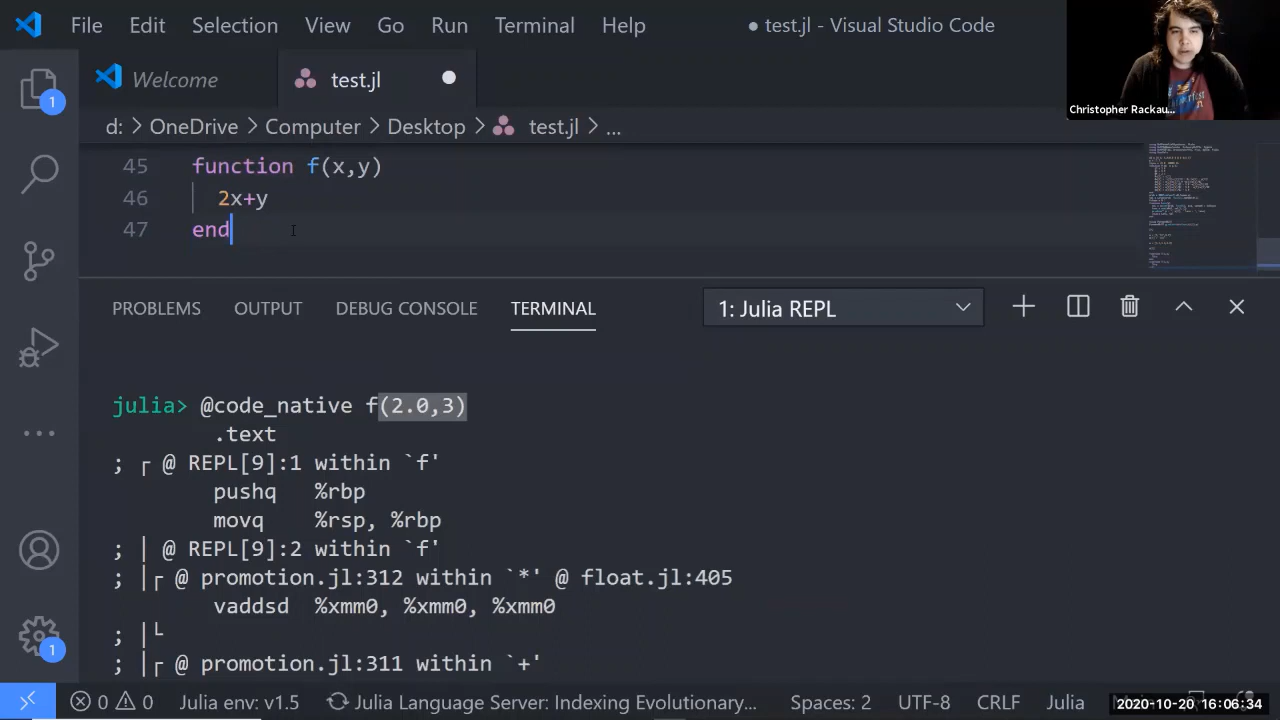 File Edit Selection View Go Run Terminal Help ● test.jl - Visual Studio Code
Christopher Rackau...
Welcome test.jl
1
d: > OneDrive > Computer > Desktop > test.jl > ...
45 function f(x,y)
46 2x+y
47 end
PROBLEMS OUTPUT DEBUG CONSOLE TERMINAL 1: Julia REPL
julia> @code_native f(2.0,3)
.text
; ┌ @ REPL[9]:1 within `f'
pushq %rbp
movq %rsp, %rbp
; │ @ REPL[9]:2 within `f'
; │┌ @ promotion.jl:312 within `*' @ float.jl:405
vaddsd %xmm0, %xmm0, %xmm0
; │└
; │┌ @ promotion.jl:311 within `+'
1
0 0 Julia env: v1.5 Julia Language Server: Indexing Evolutionary... Spaces: 2 UTF-8 CRLF Julia
2020-10-20 16:06:34